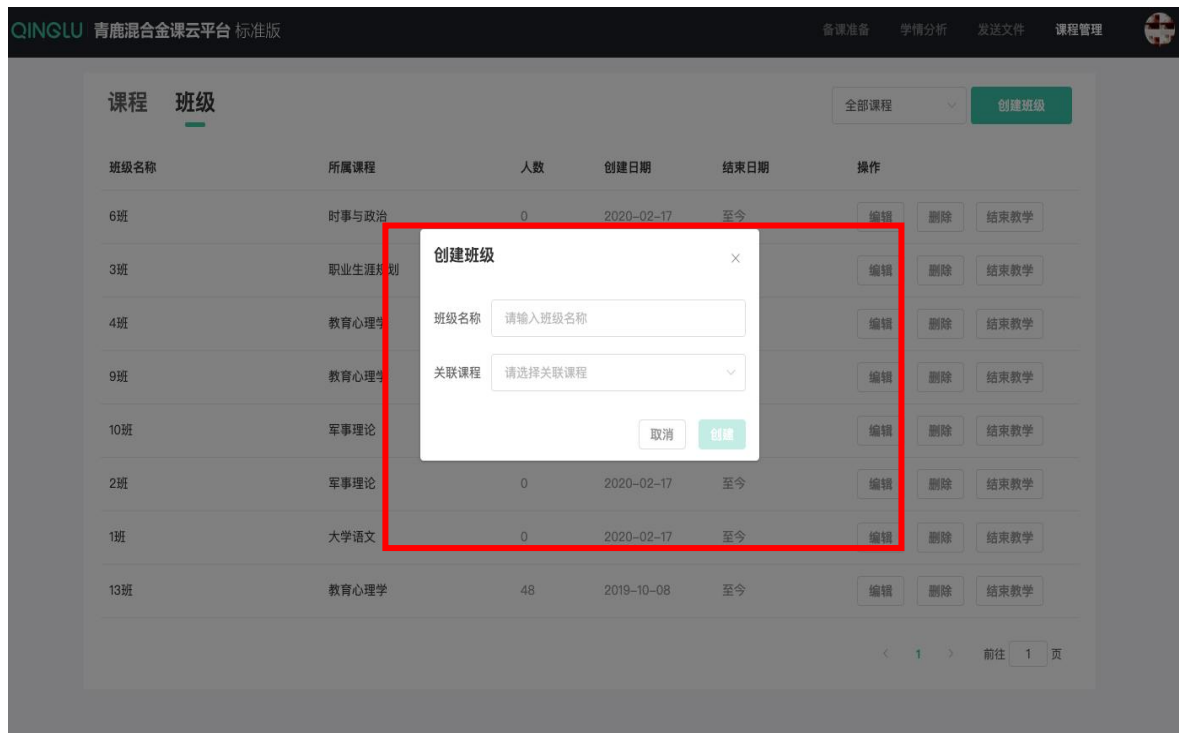 QINGLU 青鹿混合金课云平台 标准版 备课准备 学情分析 发送文件 课程管理
课程 班级 全部课程 创建班级
班级名称 所属课程 人数 创建日期 结束日期 操作
6班 时事与政治 0 2020-02-17 至今 编辑 删除 结束教学
3班 职业生涯规划 编辑 删除 结束教学
4班 教育心理学 编辑 删除 结束教学
9班 教育心理学 编辑 删除 结束教学
10班 军事理论 编辑 删除 结束教学
2班 军事理论 0 2020-02-17 至今 编辑 删除 结束教学
1班 大学语文 0 2020-02-17 至今 编辑 删除 结束教学
13班 教育心理学 48 2019-10-08 至今 编辑 删除 结束教学
< 1 > 前往 1 页
创建班级 ×
班级名称 请输入班级名称
关联课程 请选择关联课程
取消 创建